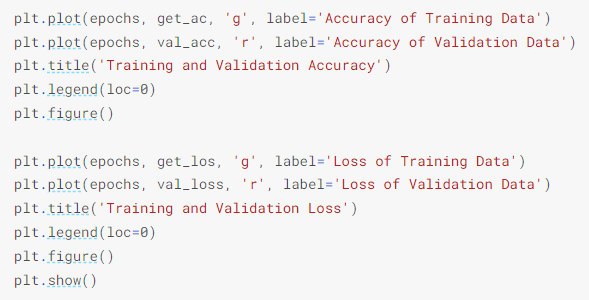 plt.plot(epochs, get_ac, 'g', label='Accuracy of Training Data')
plt.plot(epochs, val_acc, 'r', label='Accuracy of Validation Data')
plt.title('Training and Validation Accuracy')
plt.legend(loc=0)
plt.figure()
plt.plot(epochs, get_los, 'g', label='Loss of Training Data')
plt.plot(epochs, val_loss, 'r', label='Loss of Validation Data')
plt.title('Training and Validation Loss')
plt.legend(loc=0)
plt.figure()
plt.show()